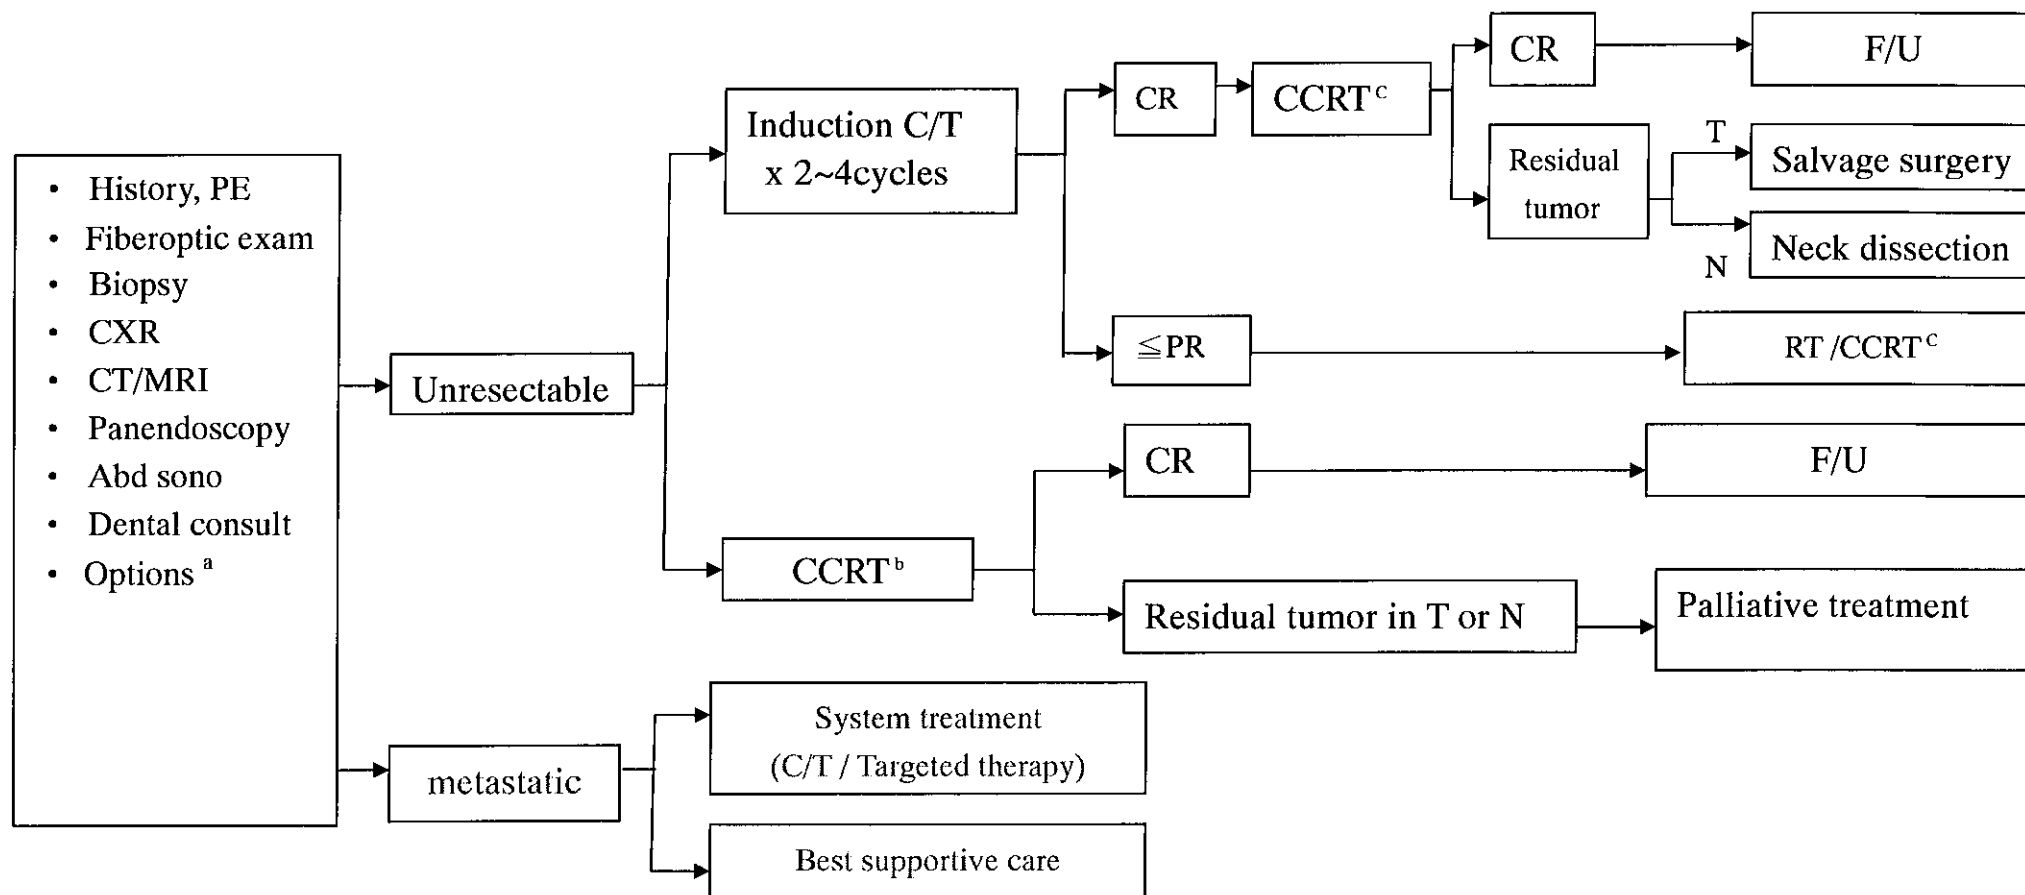 • History, PE
• Fiberoptic exam
• Biopsy
• CXR
• CT/MRI
• Panendoscopy
• Abd sono
• Dental consult
• Options a
Unresectable
metastatic
Induction C/T
x 2~4cycles
CCRT b
System treatment
(C/T / Targeted therapy)
Best supportive care
CR
CCRT C
CR
F/U
Residual
tumor
T
Salvage surgery
N
Neck dissection
≦PR
RT /CCRT C
CR
F/U
Residual tumor in T or N
Palliative treatment